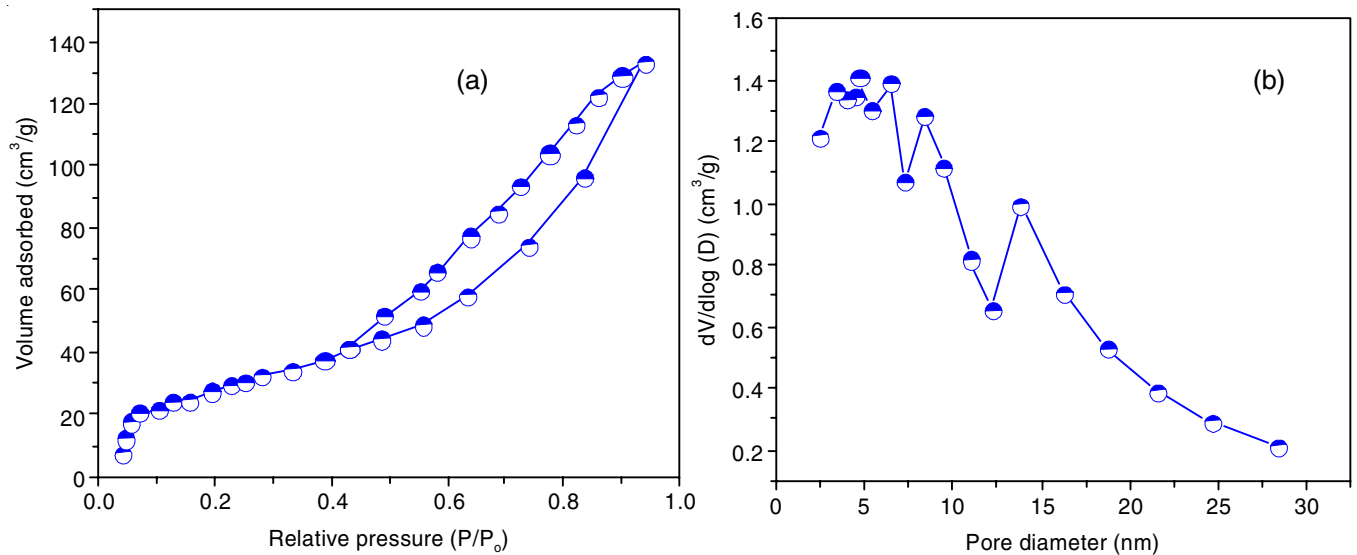 (a)
Volume adsorbed (cm³/g)
140
120
100
80
60
40
20
0
0.0 0.2 0.4 0.6 0.8 1.0
Relative pressure (P/Pₒ)
(b)
dV/dlog (D) (cm³/g)
1.6
1.4
1.2
1.0
0.8
0.6
0.4
0.2
0 5 10 15 20 25 30
Pore diameter (nm)